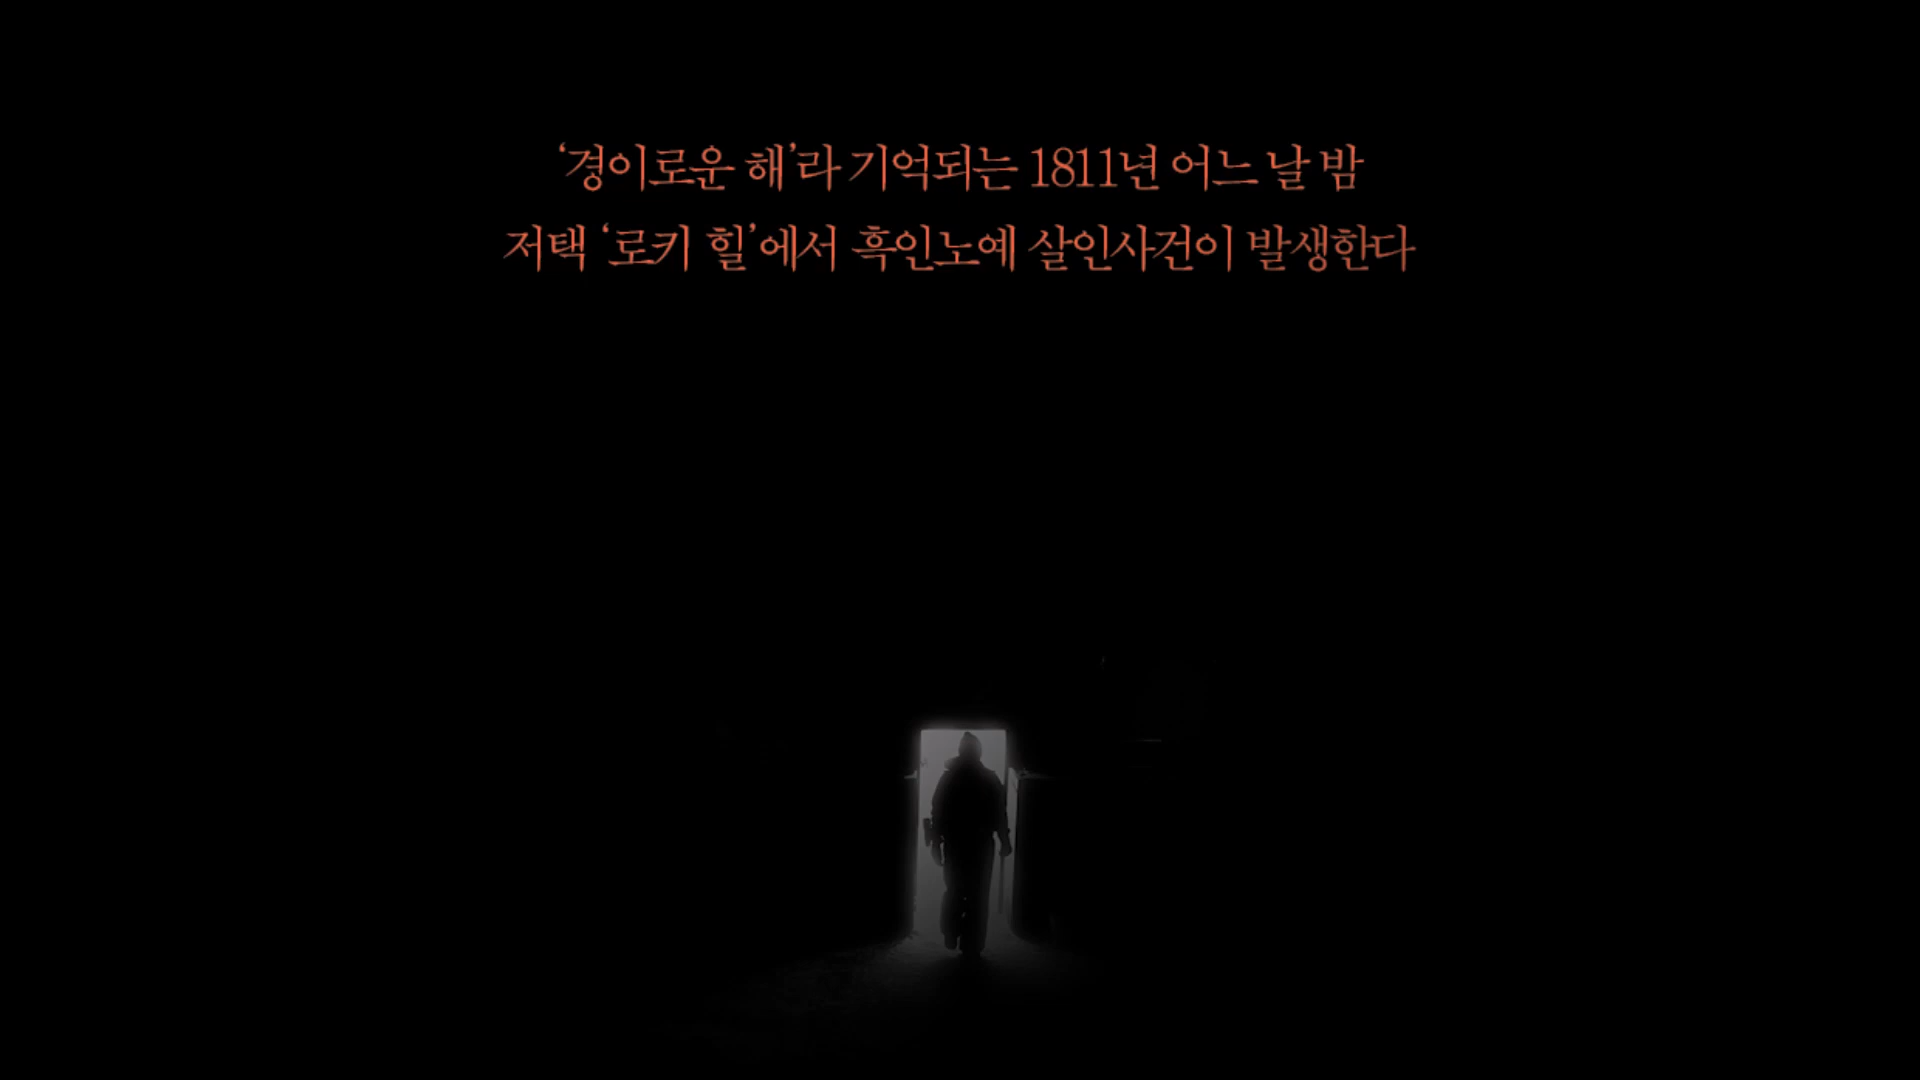 ‘경이로운 해’라 기억되는 1811년 어느 날 밤
저택 ‘로키 힐’에서 흑인노예 살인사건이 발생한다